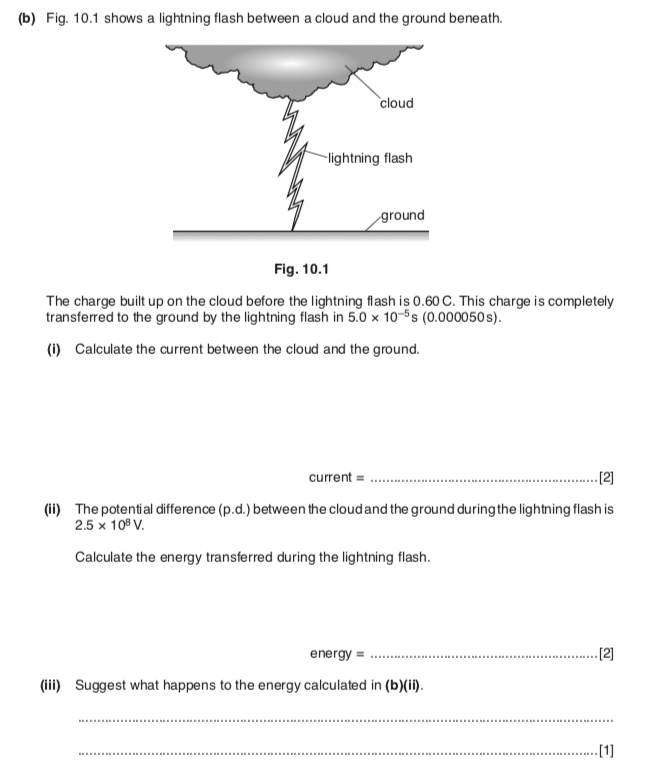 (b) Fig. 10.1 shows a lightning flash between a cloud and the ground beneath.
cloud
lightning flash
ground
Fig. 10.1
The charge built up on the cloud before the lightning flash is 0.60 C. This charge is completely
transferred to the ground by the lightning flash in 5.0 × 10⁻⁵ s (0.000050 s).
(i) Calculate the current between the cloud and the ground.
current = ............................................................[2]
(ii) The potential difference (p.d.) between the cloud and the ground during the lightning flash is
2.5 × 10⁸ V.
Calculate the energy transferred during the lightning flash.
energy = ............................................................[2]
(iii) Suggest what happens to the energy calculated in (b)(ii).
..........................................................................................................................................
......................................................................................................................................[1]